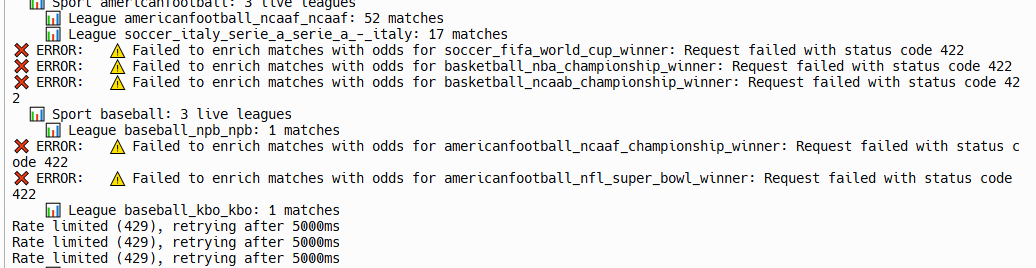 Sport americanfootball: 3 live leagues
League americanfootball_ncaaf_ncaaf: 52 matches
League soccer_italy_serie_a_serie_a_-_italy: 17 matches
❌ ERROR:   ⚠️ Failed to enrich matches with odds for soccer_fifa_world_cup_winner: Request failed with status code 422
❌ ERROR:   ⚠️ Failed to enrich matches with odds for basketball_nba_championship_winner: Request failed with status code 422
❌ ERROR:   ⚠️ Failed to enrich matches with odds for basketball_ncaab_championship_winner: Request failed with status code 42
2
📊 Sport baseball: 3 live leagues
📊 League baseball_npb_npb: 1 matches
❌ ERROR:   ⚠️ Failed to enrich matches with odds for americanfootball_ncaaf_championship_winner: Request failed with status c
ode 422
❌ ERROR:   ⚠️ Failed to enrich matches with odds for americanfootball_nfl_super_bowl_winner: Request failed with status code
422
📊 League baseball_kbo_kbo: 1 matches
Rate limited (429), retrying after 5000ms
Rate limited (429), retrying after 5000ms
Rate limited (429), retrying after 5000ms